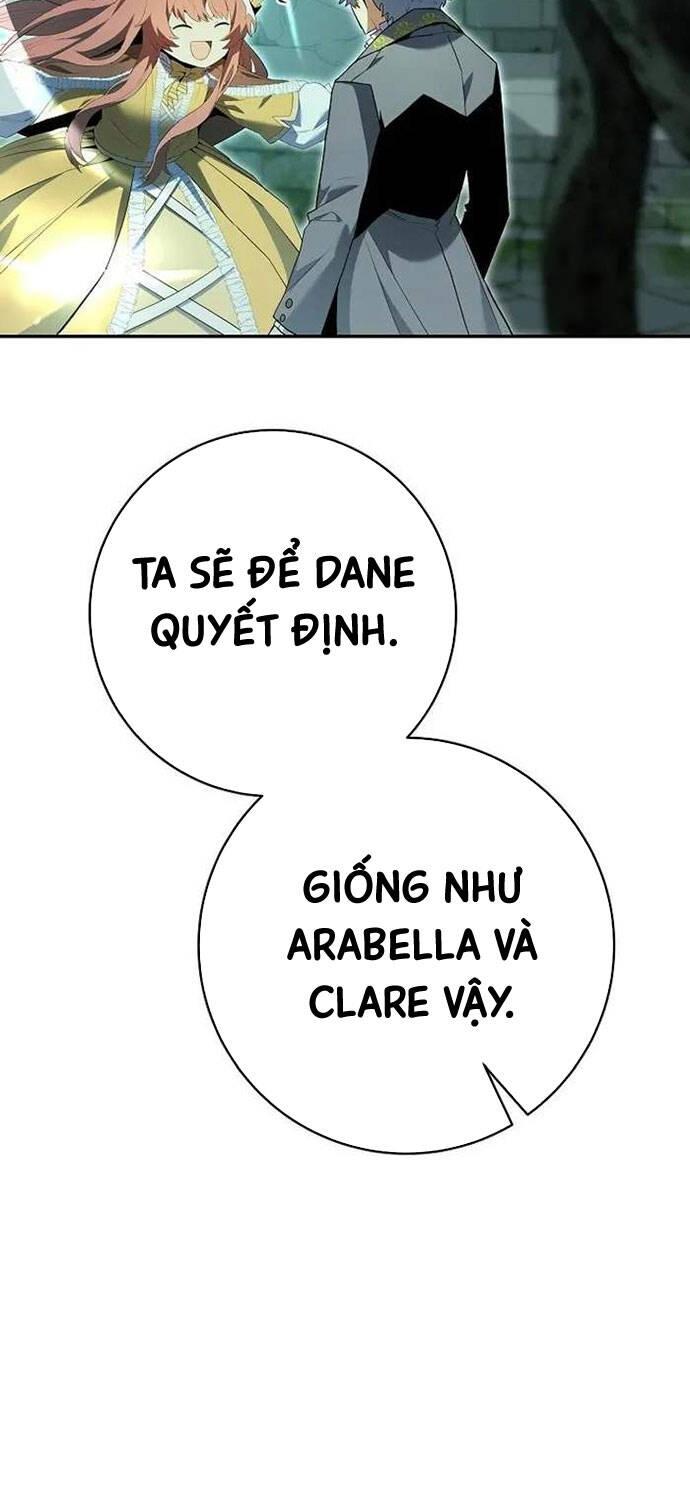 TA SẼ ĐỂ DANE
QUYẾT ĐỊNH.
GIỐNG NHƯ
ARABELLA VÀ
CLARE VẬY.